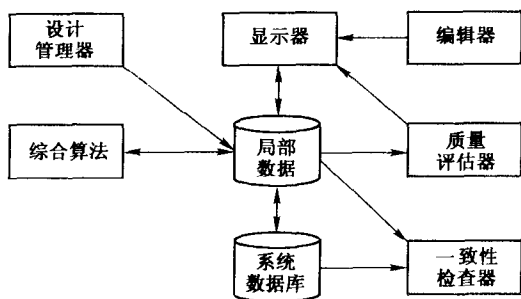 设计
管理器
显示器
编辑器
综合算法
局部
数据
质量
评估器
系统
数据库
一致性
检查器